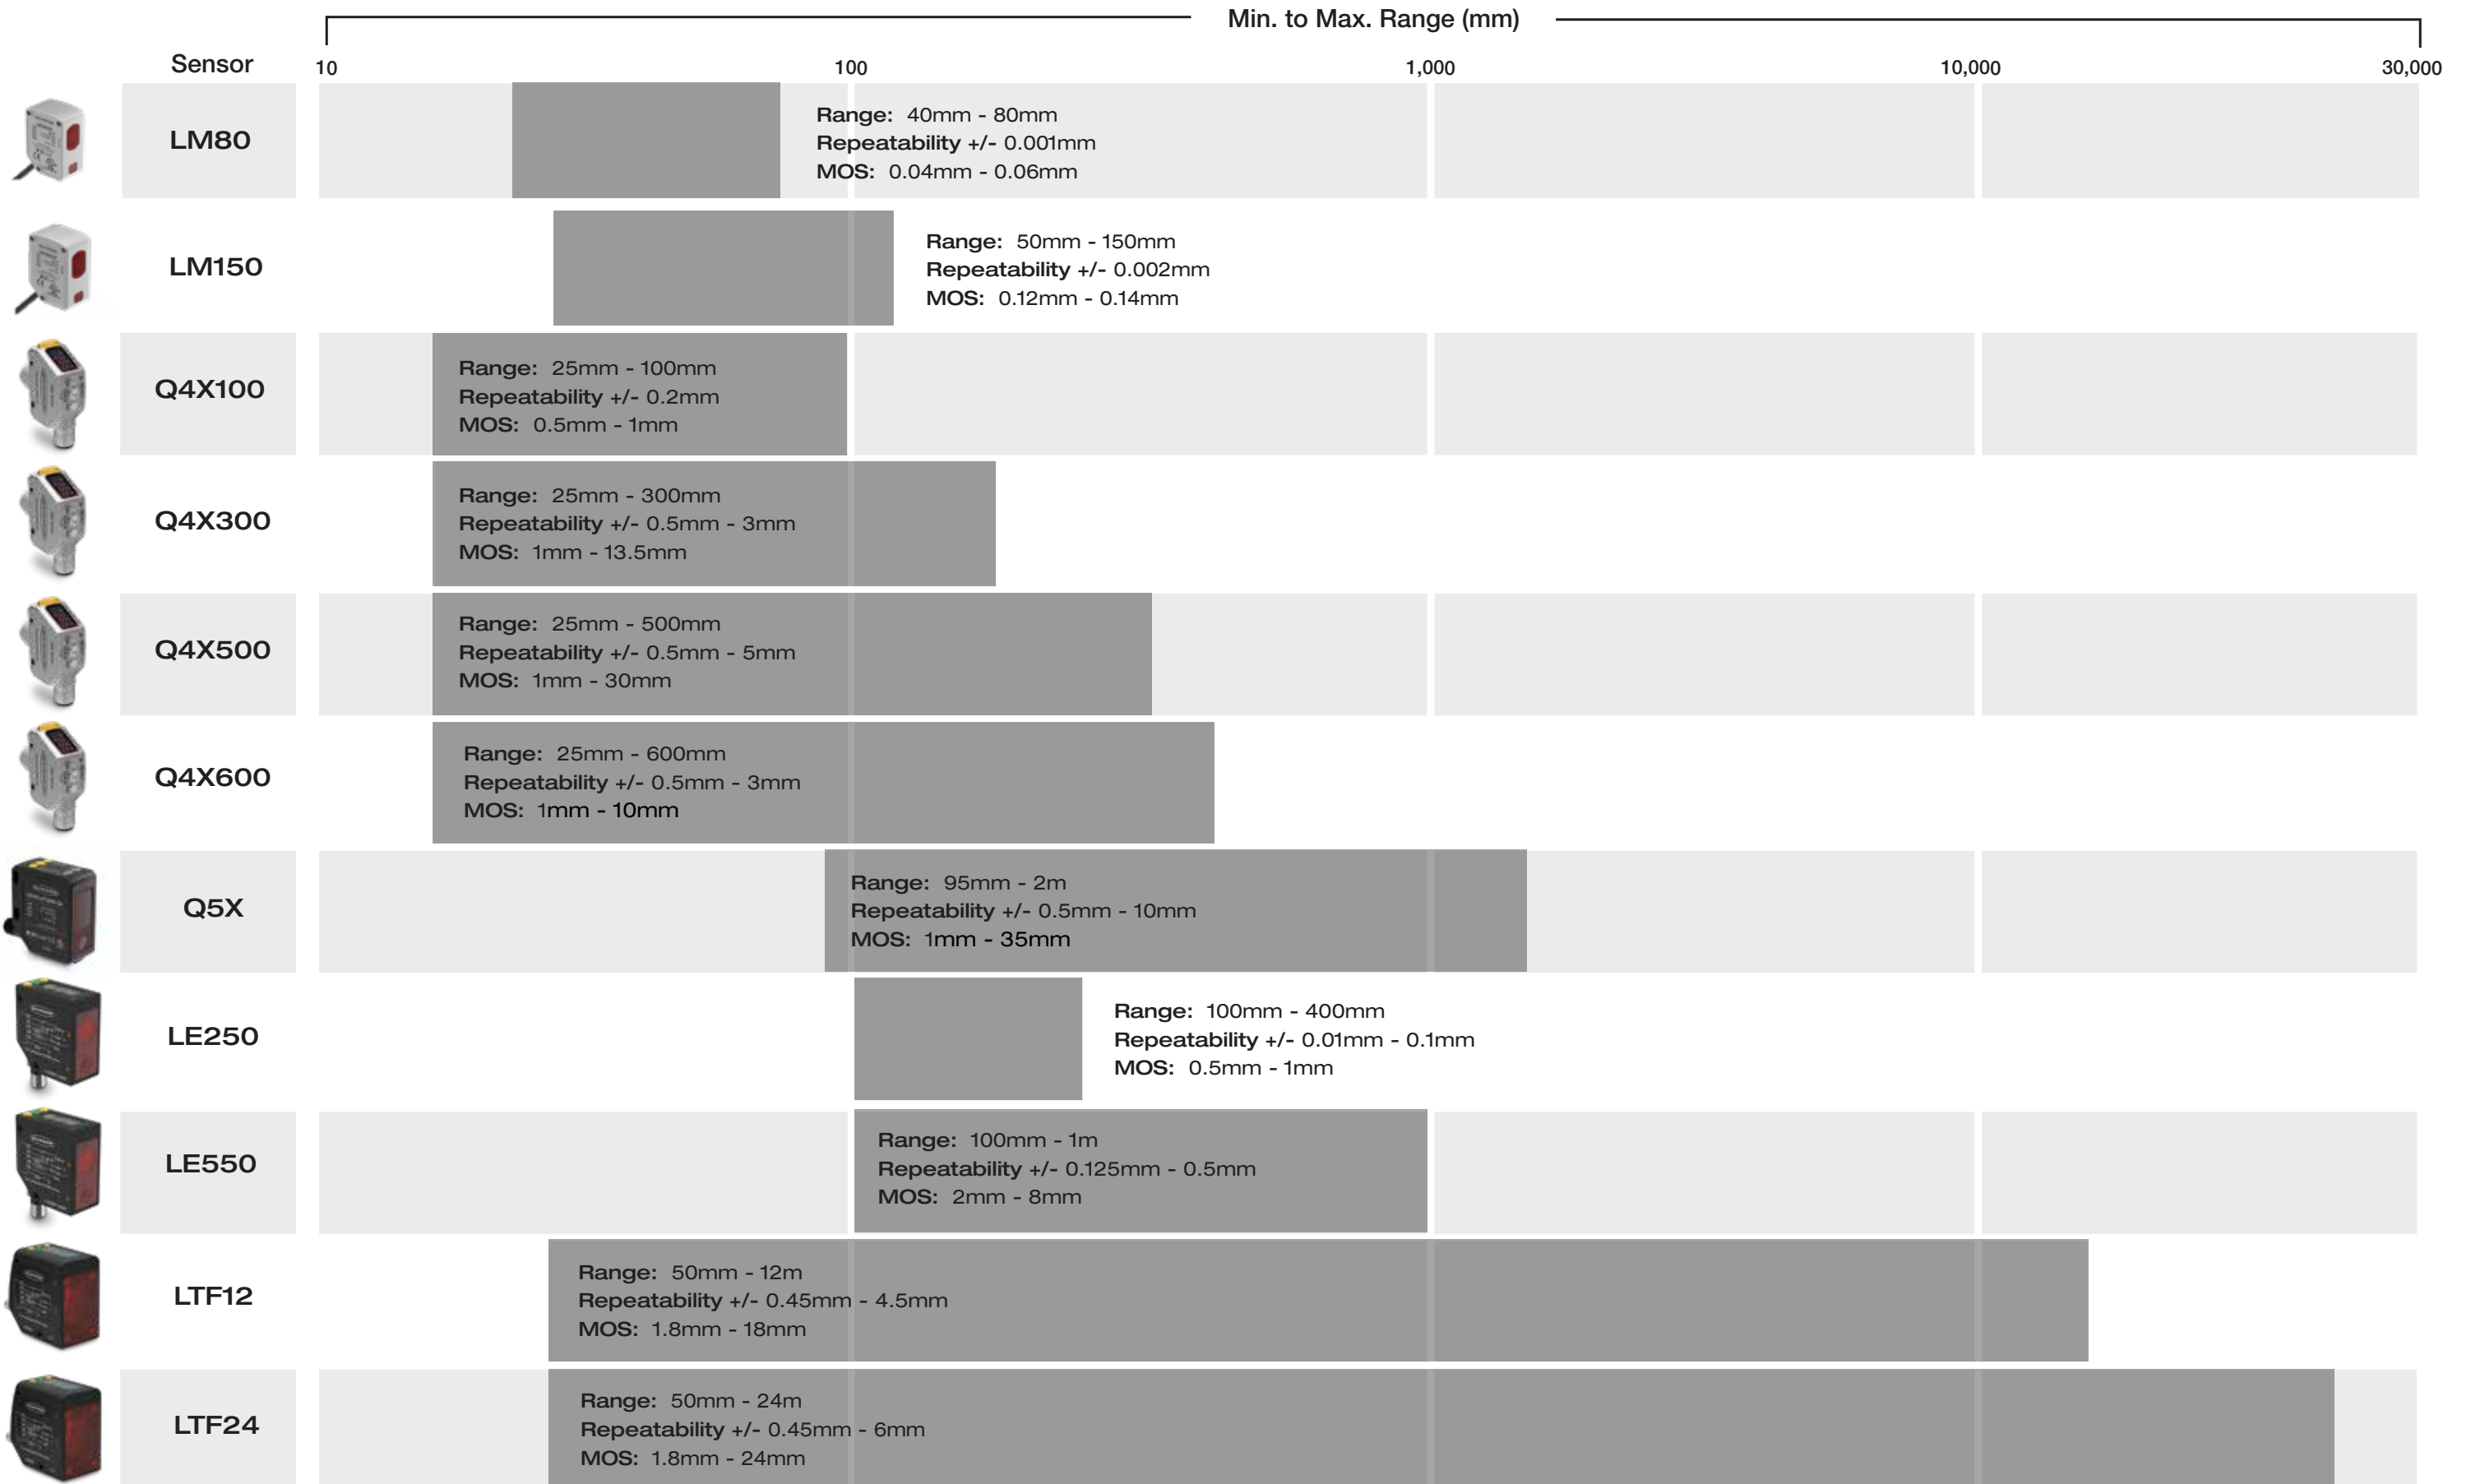 Min. to Max. Range (mm)
Sensor 10 100 1,000 10,000 30,000
LM80
Range: 40mm - 80mm
Repeatability +/- 0.001mm
MOS: 0.04mm - 0.06mm
LM150
Range: 50mm - 150mm
Repeatability +/- 0.002mm
MOS: 0.12mm - 0.14mm
Q4X100
Range: 25mm - 100mm
Repeatability +/- 0.2mm
MOS: 0.5mm - 1mm
Q4X300
Range: 25mm - 300mm
Repeatability +/- 0.5mm - 3mm
MOS: 1mm - 13.5mm
Q4X500
Range: 25mm - 500mm
Repeatability +/- 0.5mm - 5mm
MOS: 1mm - 30mm
Q4X600
Range: 25mm - 600mm
Repeatability +/- 0.5mm - 3mm
MOS: 1mm - 10mm
Q5X
Range: 95mm - 2m
Repeatability +/- 0.5mm - 10mm
MOS: 1mm - 35mm
LE250
Range: 100mm - 400mm
Repeatability +/- 0.01mm - 0.1mm
MOS: 0.5mm - 1mm
LE550
Range: 100mm - 1m
Repeatability +/- 0.125mm - 0.5mm
MOS: 2mm - 8mm
LTF12
Range: 50mm - 12m
Repeatability +/- 0.45mm - 4.5mm
MOS: 1.8mm - 18mm
LTF24
Range: 50mm - 24m
Repeatability +/- 0.45mm - 6mm
MOS: 1.8mm - 24mm